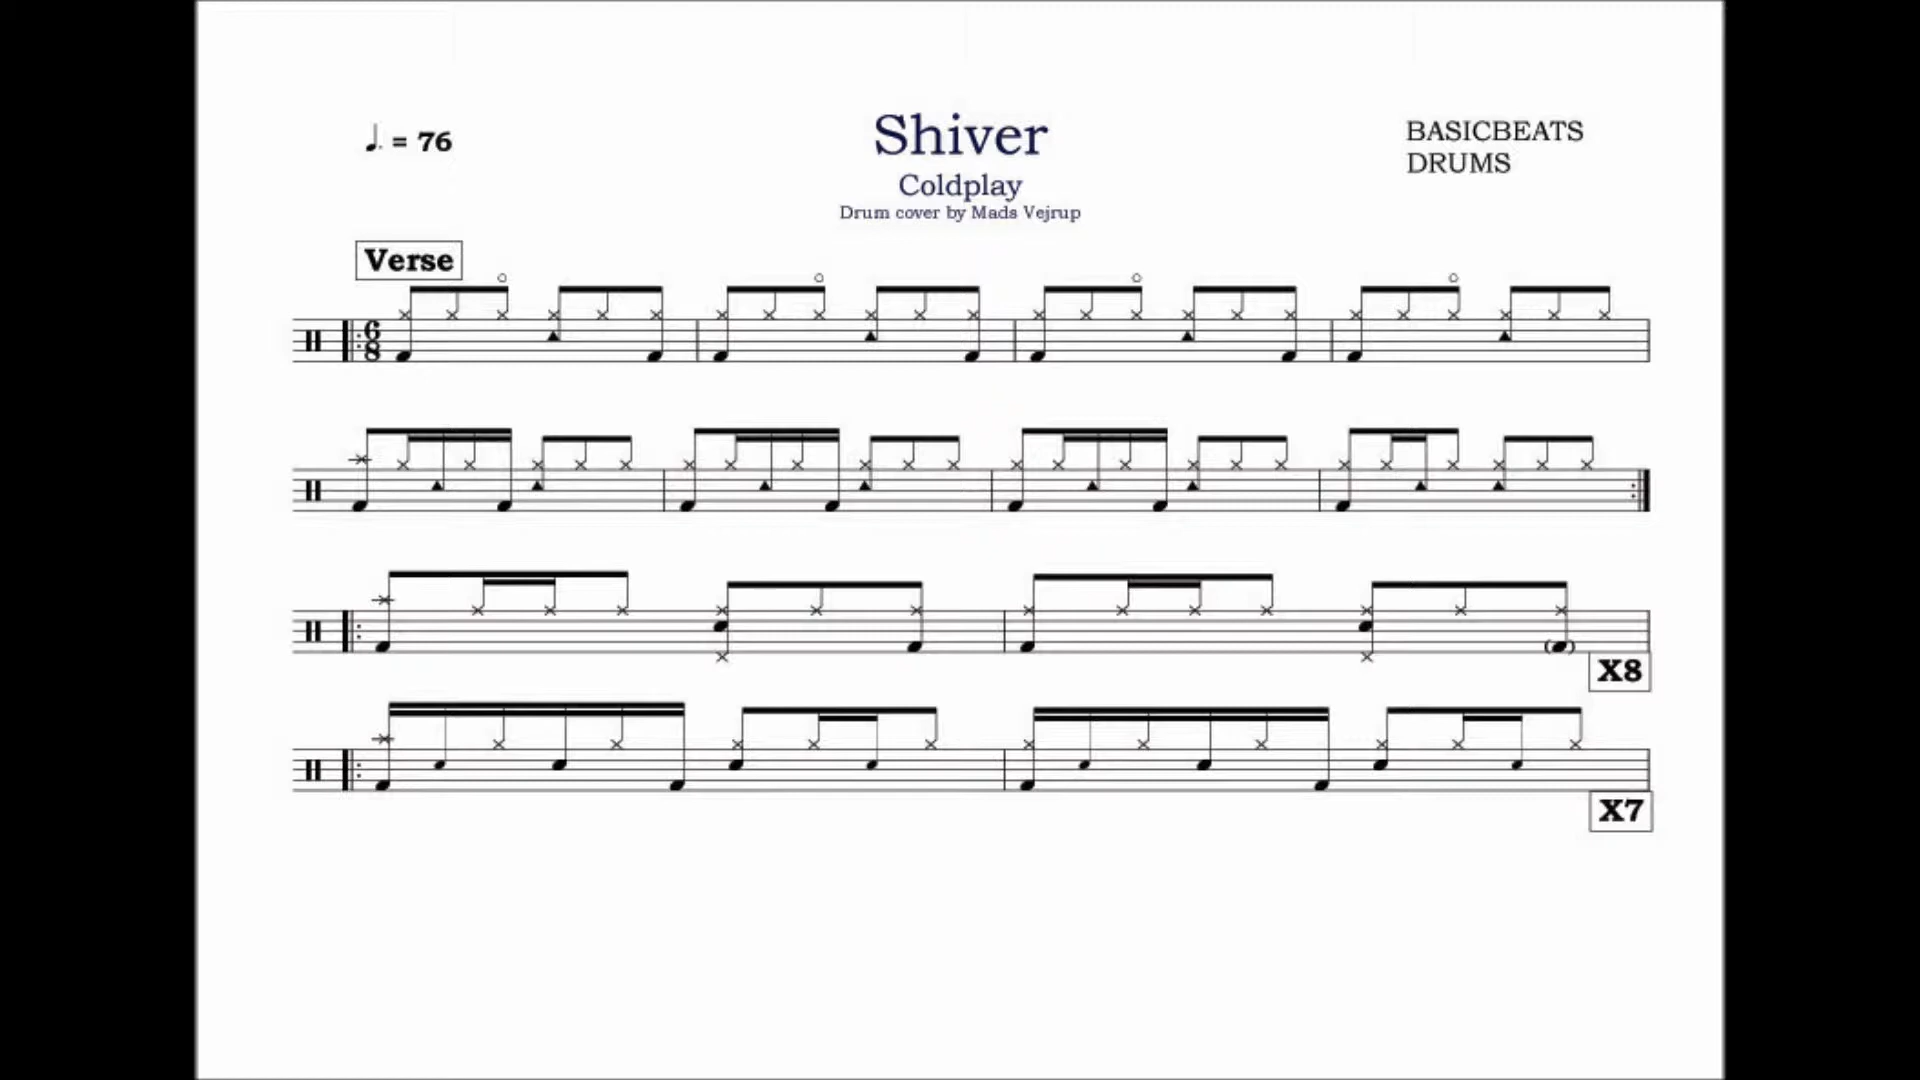 ♩. = 76
Shiver
BASICBEATS
DRUMS
Coldplay
Drum cover by Mads Vejrup
Verse
6
8
X8
X7